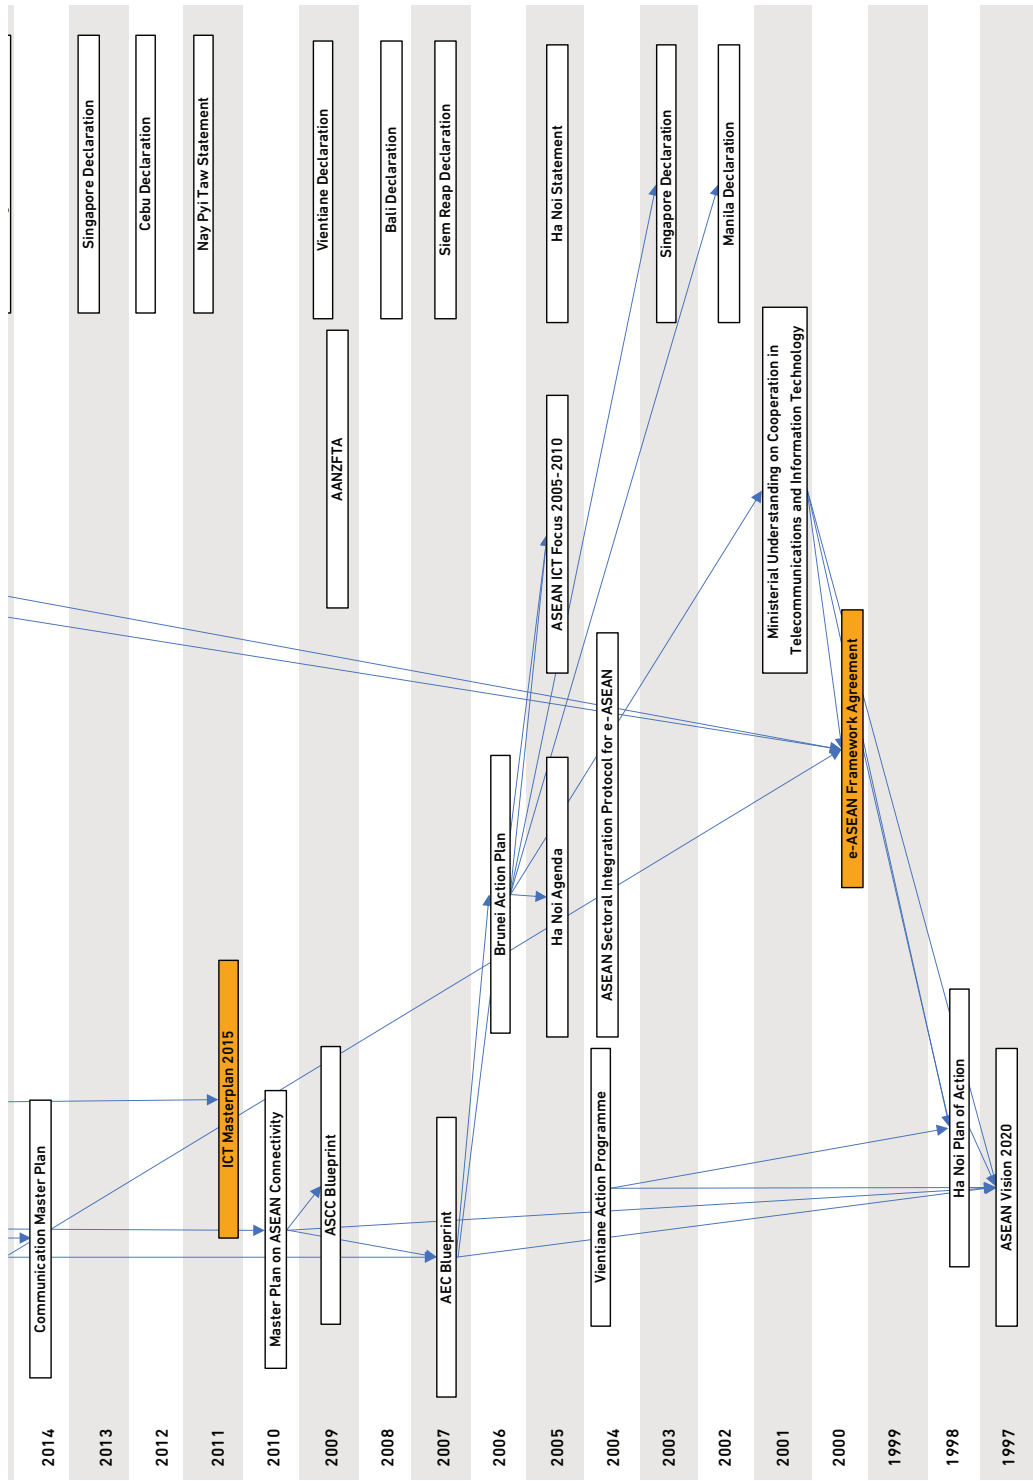 2014
Communication Master Plan
2013
Singapore Declaration
2012
Cebu Declaration
2011
ICT Masterplan 2015
Nay Pyi Taw Statement
2010
Master Plan on ASEAN Connectivity
2009
ASCC Blueprint
AANZFTA
Vientiane Declaration
2008
Bali Declaration
2007
AEC Blueprint
Siem Reap Declaration
2006
Brunei Action Plan
2005
Ha Noi Agenda
ASEAN ICT Focus 2005-2010
Ha Noi Statement
2004
Vientiane Action Programme
ASEAN Sectoral Integration Protocol for e-ASEAN
2003
Singapore Declaration
2002
Manila Declaration
2001
Ministerial Understanding on Cooperation in
Telecommunications and Information Technology
2000
e-ASEAN Framework Agreement
1999
1998
Ha Noi Plan of Action
1997
ASEAN Vision 2020